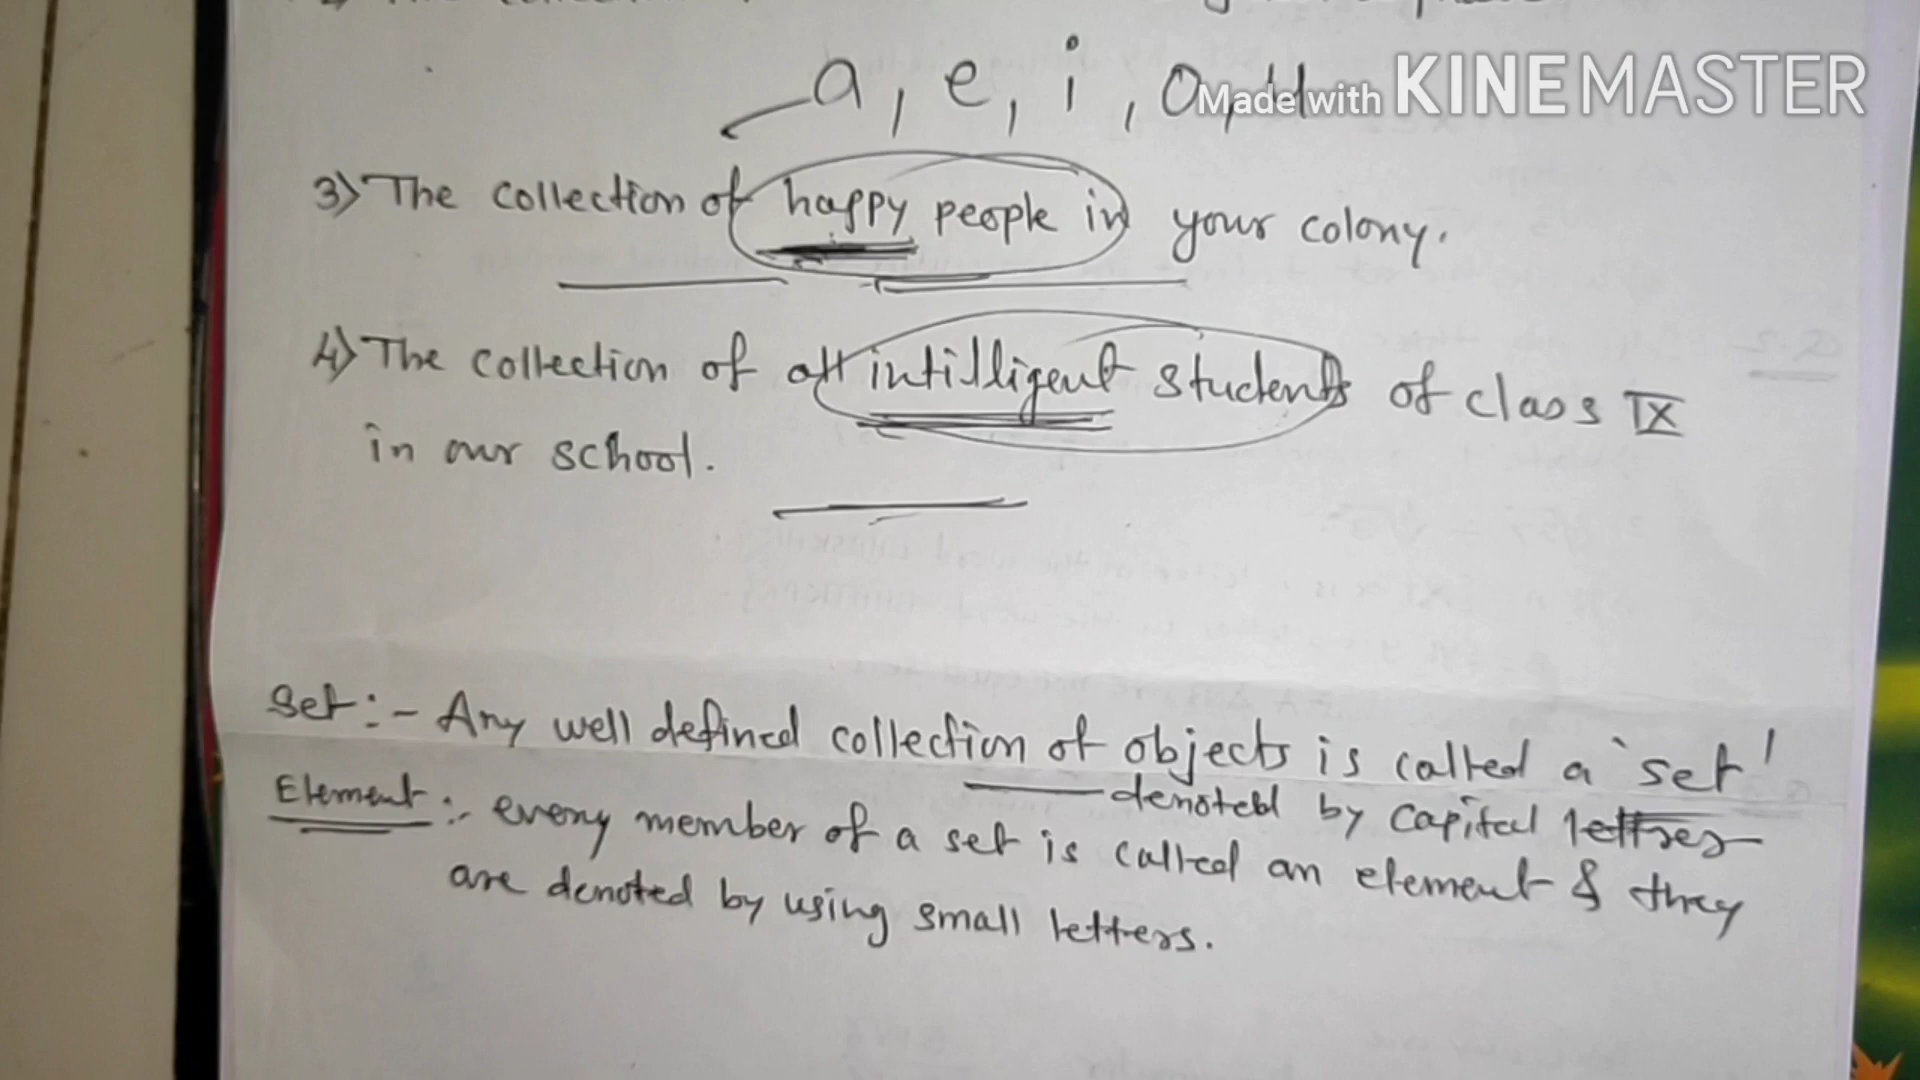 a, e, i, o, u
Made with KINEMASTER
3) The collection of happy people in your colony.
4) The collection of all intilligent students of class IX
in our school.
Set :- Any well defined collection of objects is called a 'set'
denoted by capital letters
Element :- every member of a set is called an element & they
are denoted by using small letters.